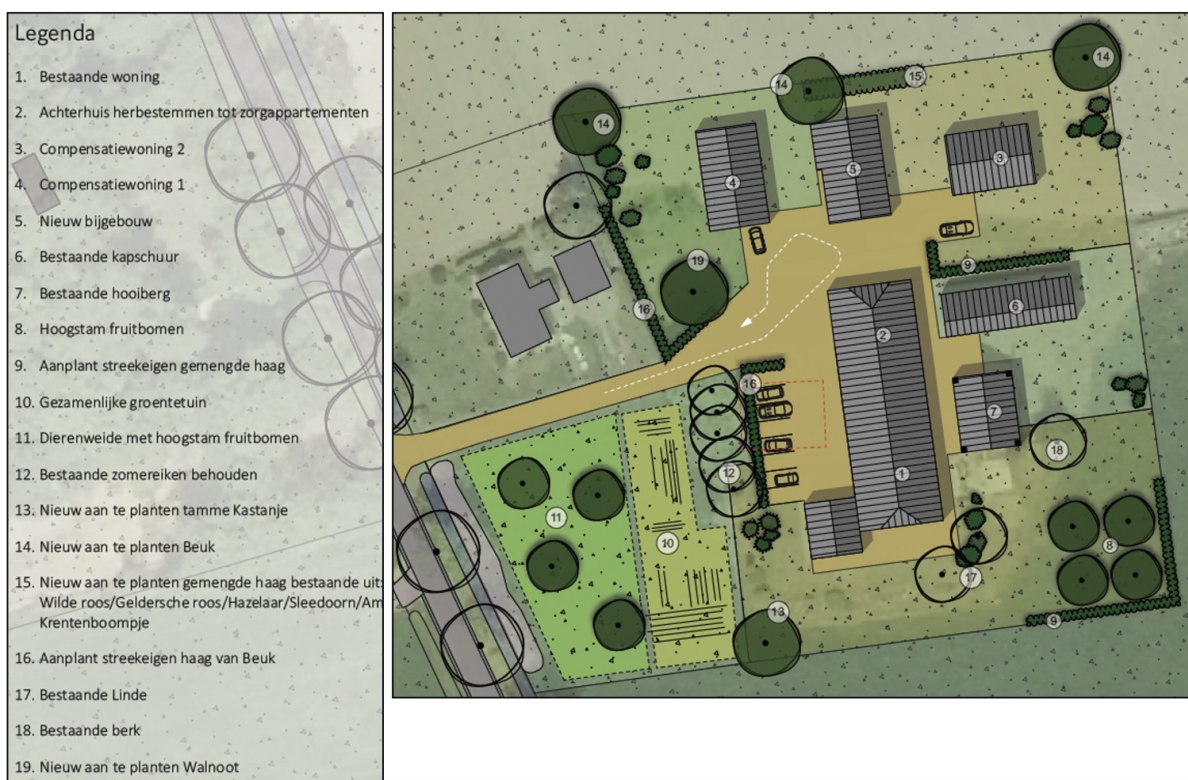 Legenda
1. Bestaande woning
2. Achterhuis herbestemmen tot zorgappartementen
3. Compensatiewoning 2
4. Compensatiewoning 1
5. Nieuw bijgebouw
6. Bestaande kapschuur
7. Bestaande hooiberg
8. Hoogstam fruitbomen
9. Aanplant streekeigen gemengde haag
10. Gezamenlijke groentetuin
11. Dierenweide met hoogstam fruitbomen
12. Bestaande zomereiken behouden
13. Nieuw aan te planten tamme Kastanje
14. Nieuw aan te planten Beuk
15. Nieuw aan te planten gemengde haag bestaande uit:
Wilde roos/Geldersche roos/Hazelaar/Sleedoorn/Am
Krentenboompje
16. Aanplant streekeigen haag van Beuk
17. Bestaande Linde
18. Bestaande berk
19. Nieuw aan te planten Walnoot
14
14
15
14
4
5
3
19
9
16
2
6
16
7
12
18
1
11
10
8
17
13
9